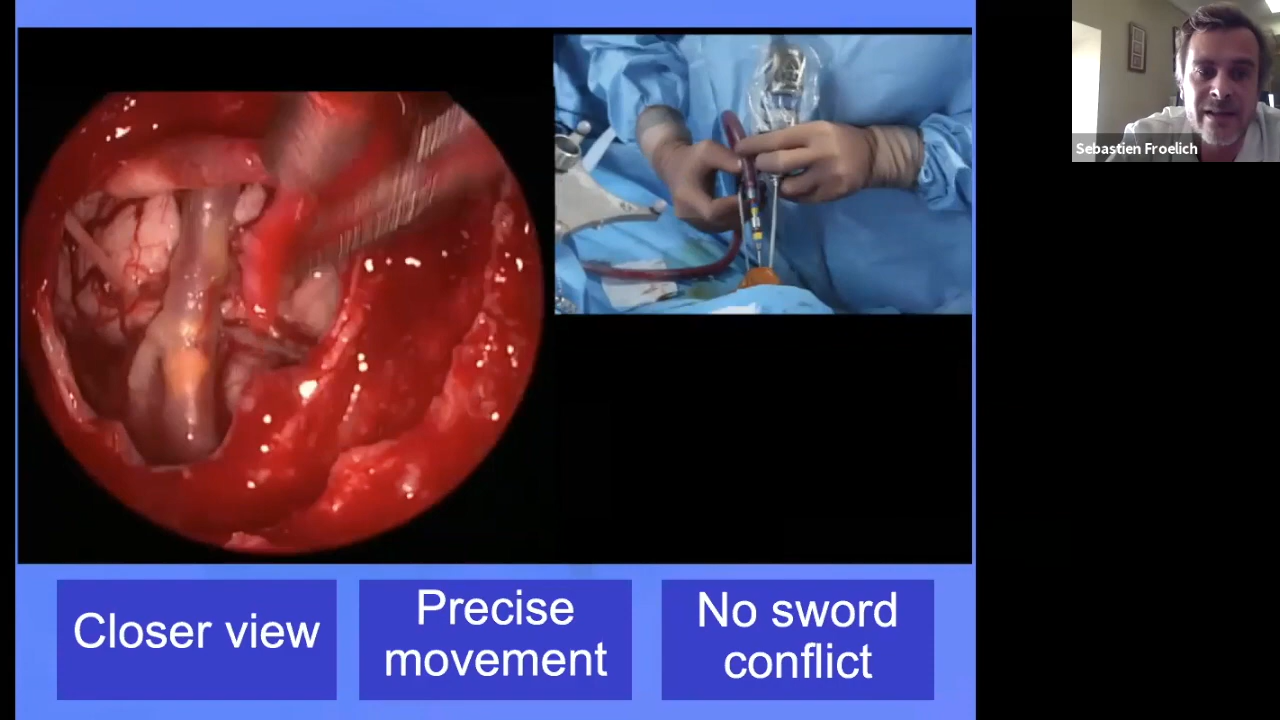 Sebastien Froelich
Closer view
Precise
movement
No sword
conflict